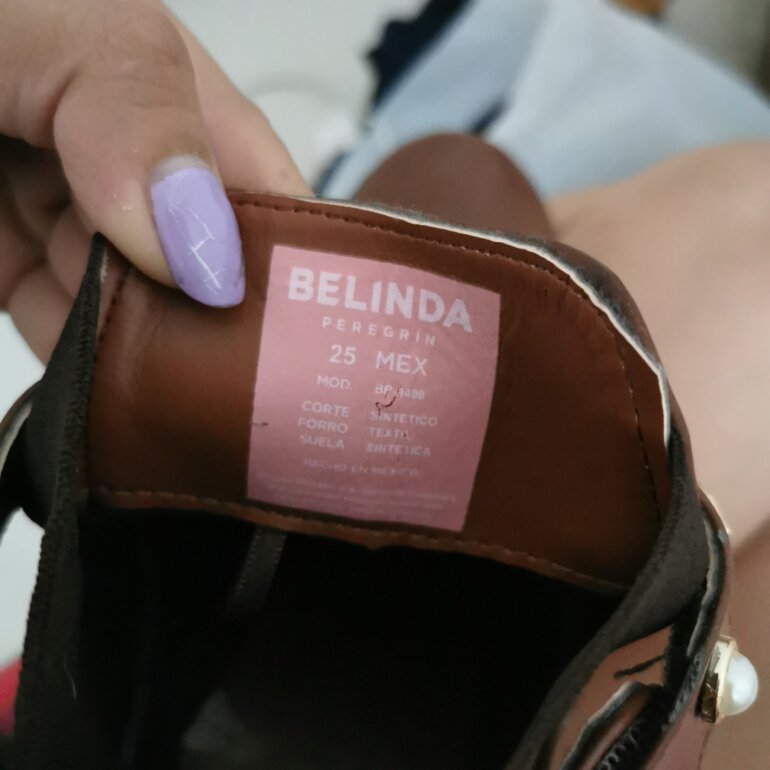 BELINDA
PEREGRIN
25 MEX
MOD.
CORTE SINTETICO
FORRO TEXTIL
SUELA SINTETICA
HECHO EN MEXICO